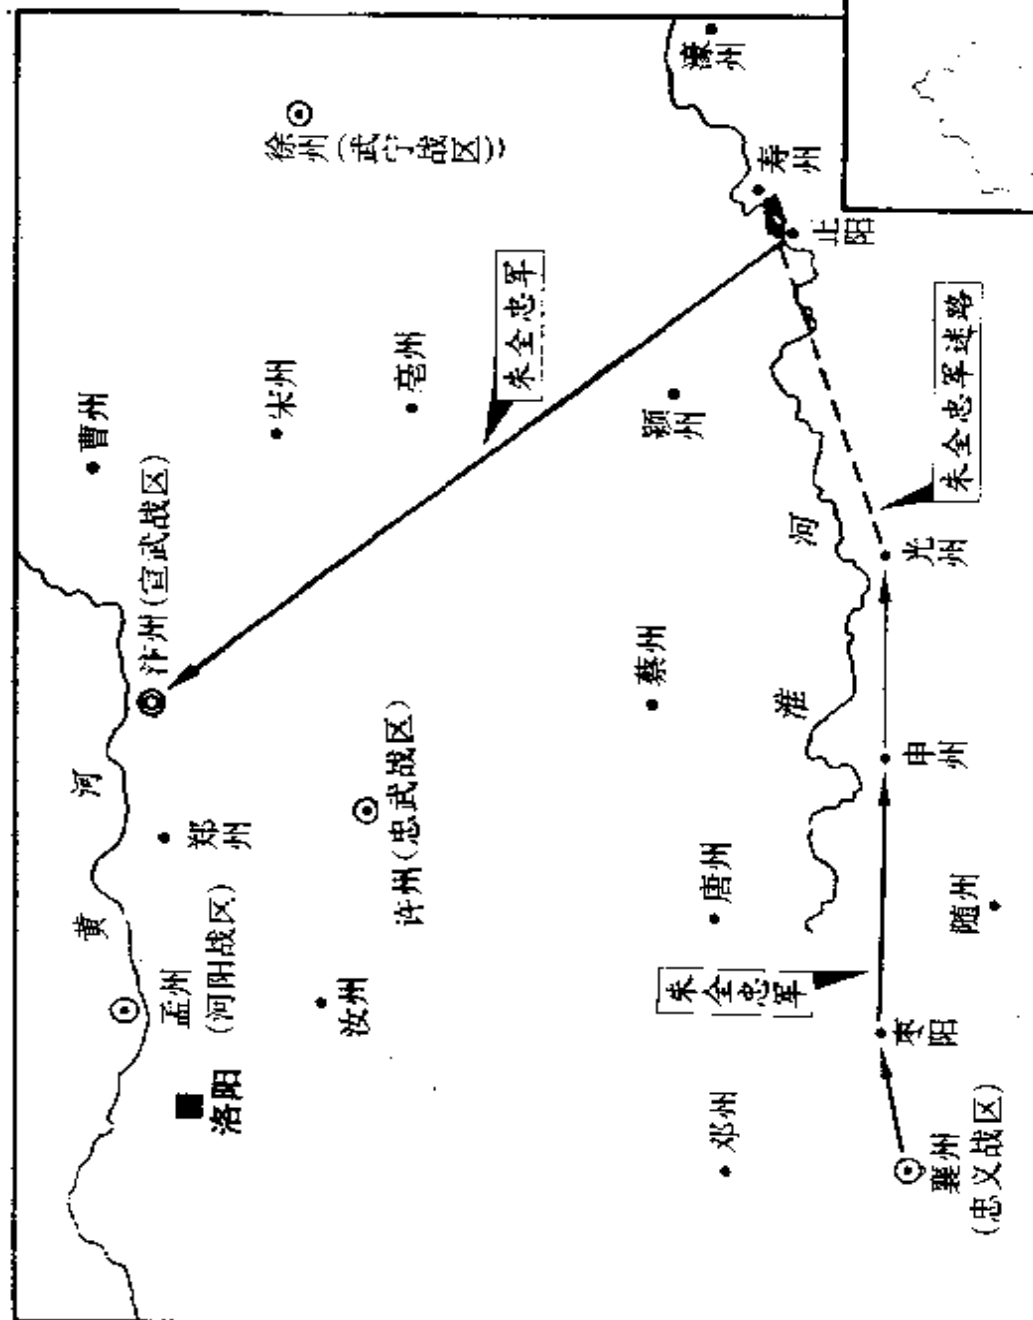 曹州
黄 河
汴州(宣武战区)
孟州
(河阳战区)
郑州
洛阳
宋州
徐州(武宁战区)
汝州
许州(忠武战区)
亳州
朱全忠军
蔡州
颍州
濠州
邓州
唐州
朱全忠军
寿州
淮 河
正阳
襄州
(忠义战区)
枣阳
申州
光州
朱全忠军迷路
随州